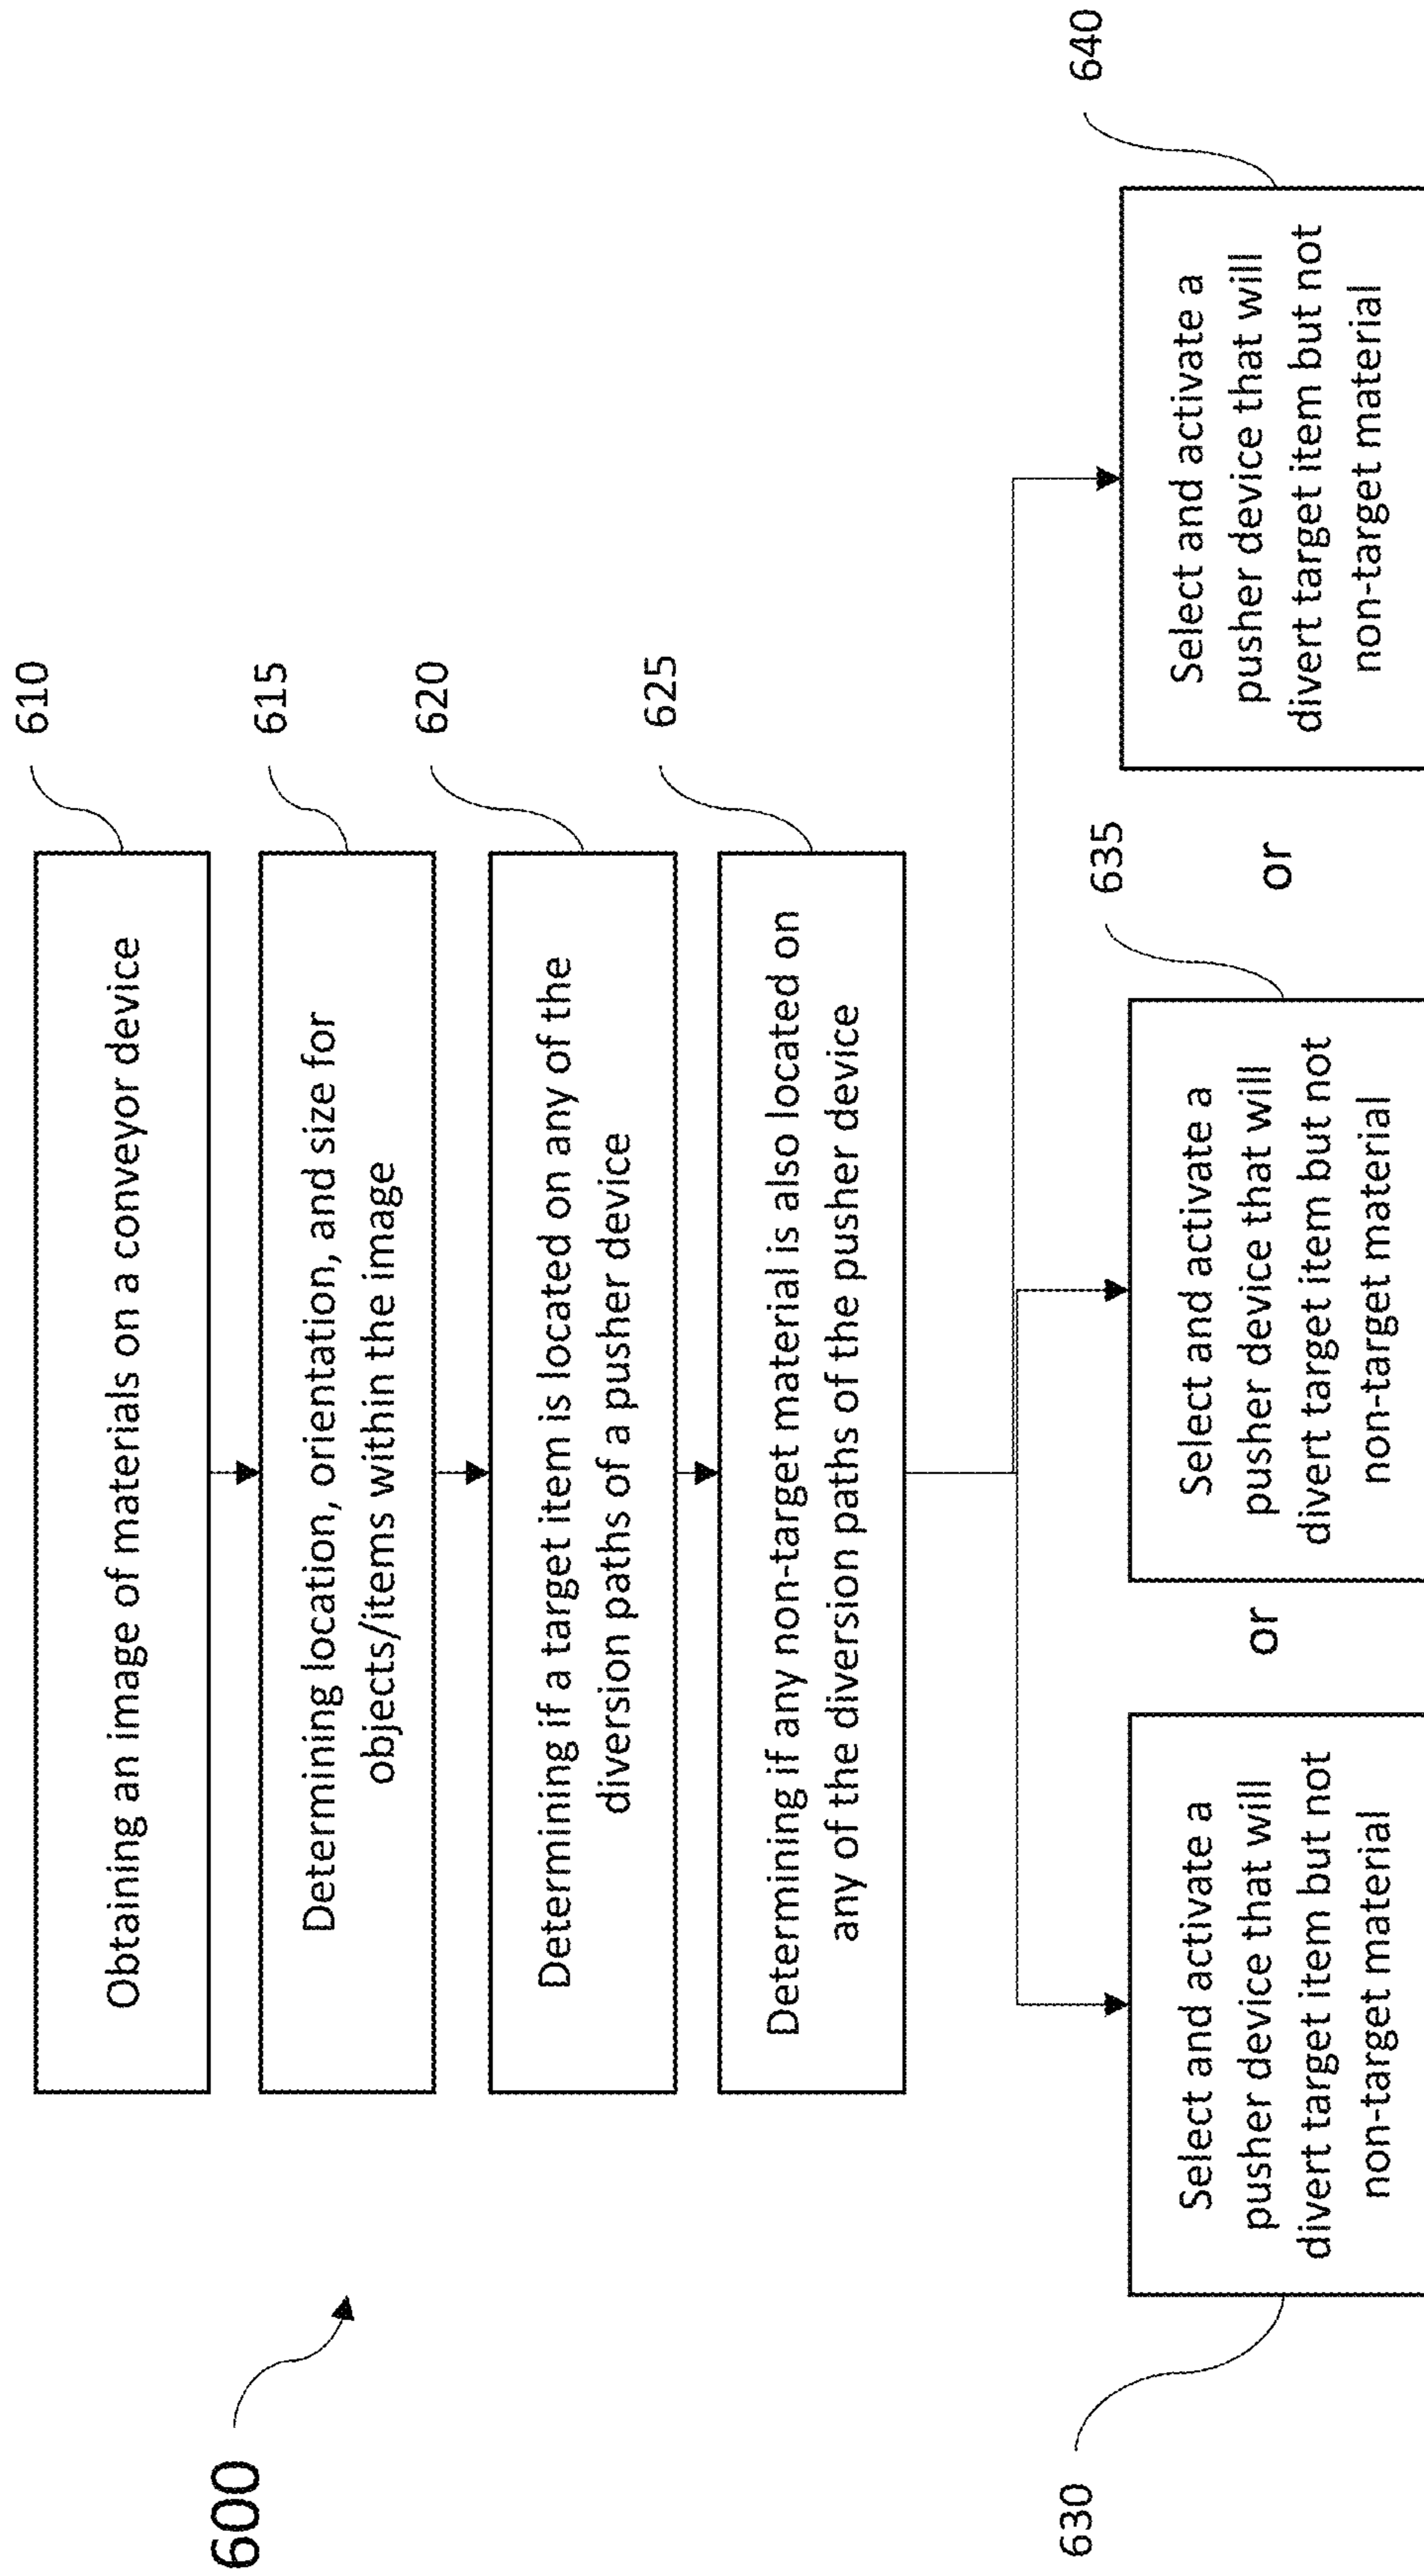 600
610
Obtaining an image of materials on a conveyor device
615
Determining location, orientation, and size for
objects/items within the image
620
Determining if a target item is located on any of the
diversion paths of a pusher device
625
Determining if any non-target material is also located on
any of the diversion paths of the pusher device
630
Select and activate a
pusher device that will
divert target item but not
non-target material
or
635
Select and activate a
pusher device that will
divert target item but not
non-target material
or
640
Select and activate a
pusher device that will
divert target item but not
non-target material